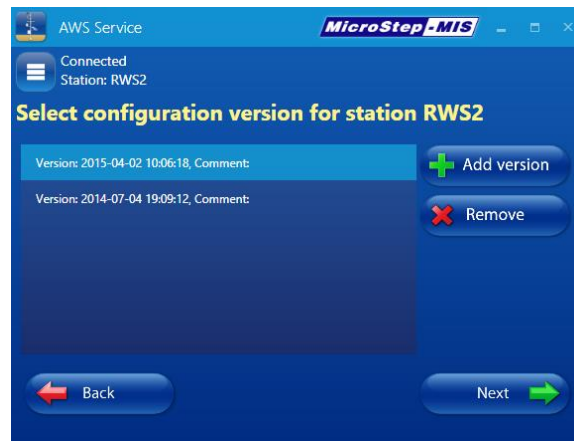 AWS Service
MicroStep-MIS
Connected
Station: RWS2
Select configuration version for station RWS2
Version: 2015-04-02 10:06:18, Comment:
Version: 2014-07-04 19:09:12, Comment:
Add version
Remove
Back
Next